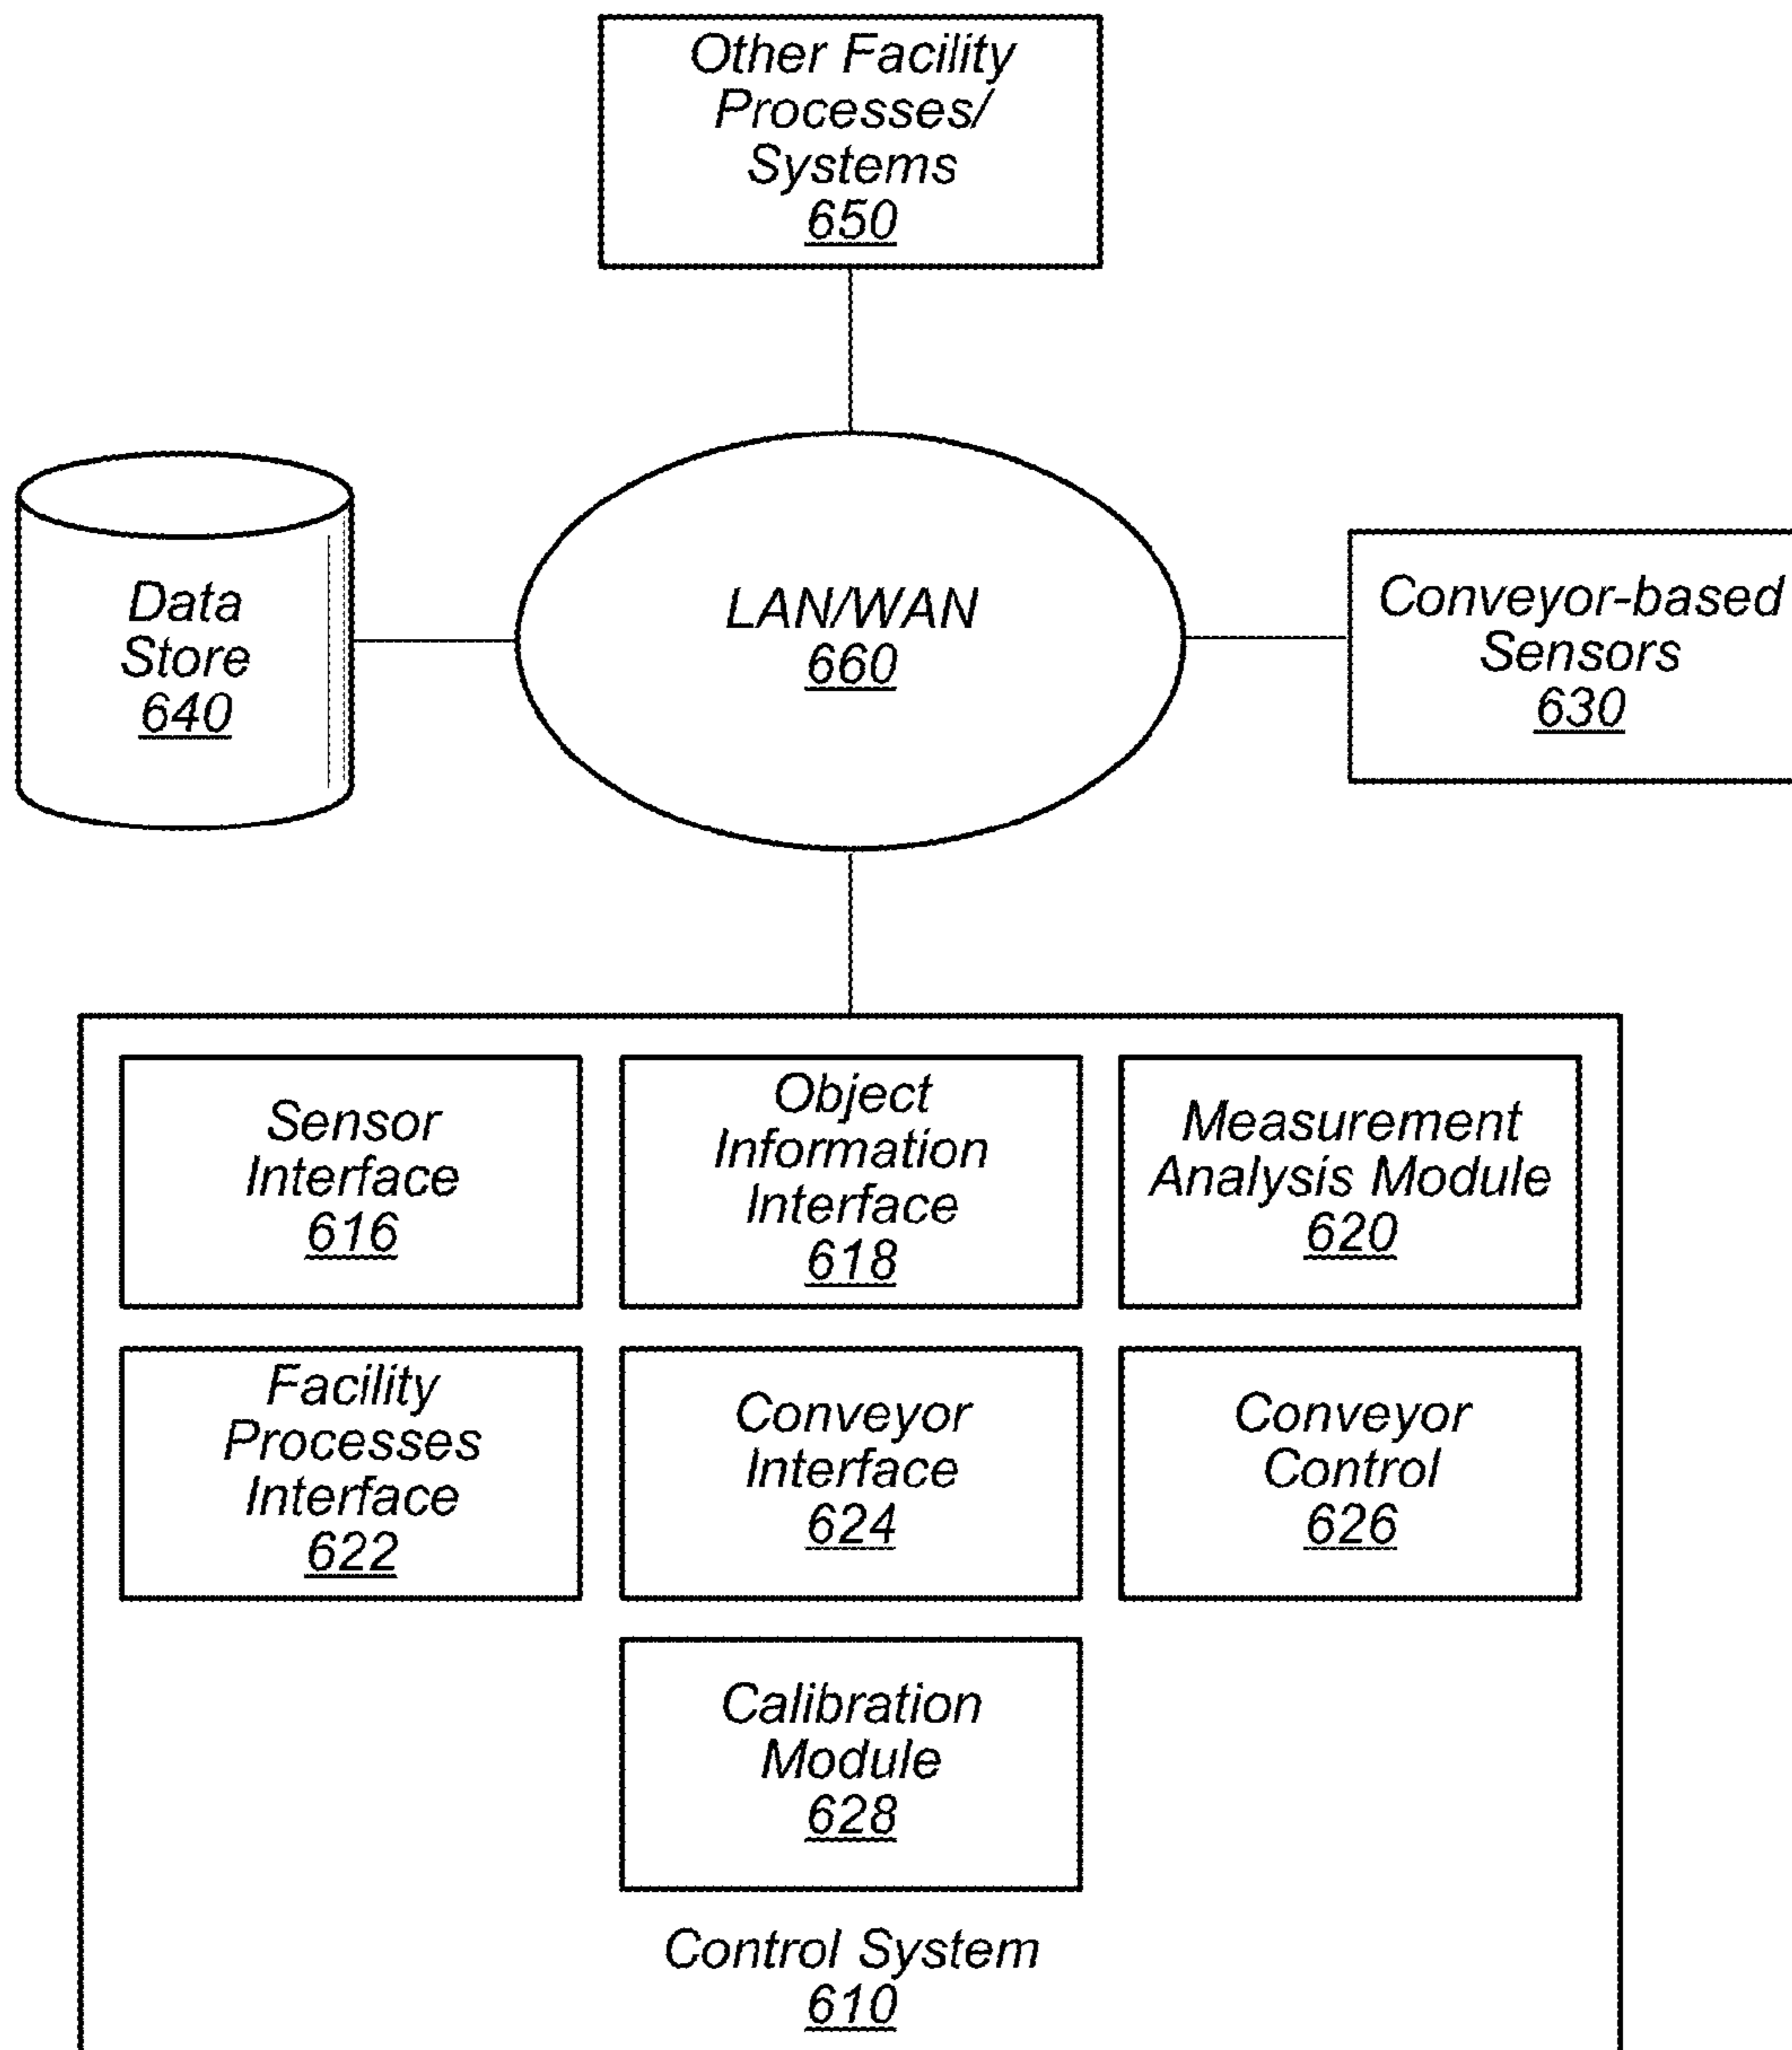 Other Facility
Processes/
Systems
650
Data
Store
640
LAN/WAN
660
Conveyor-based
Sensors
630
Sensor
Interface
616
Object
Information
Interface
618
Measurement
Analysis Module
620
Facility
Processes
Interface
622
Conveyor
Interface
624
Conveyor
Control
626
Calibration
Module
628
Control System
610